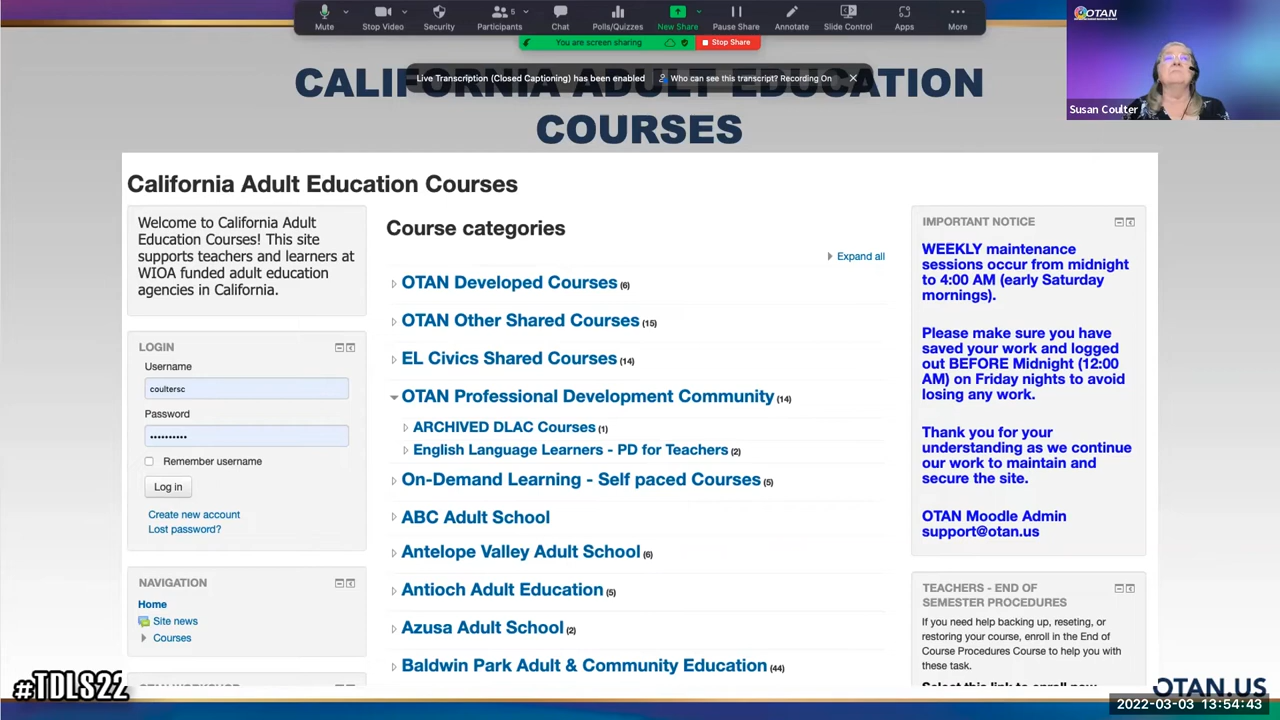 Mute
Stop Video
Security
Participants
5
Chat
Polls/Quizzes
New Share
Pause Share
Annotate
Slide Control
Apps
More
You are screen sharing
Stop Share
Live Transcription (Closed Captioning) has been enabled
Who can see this transcript? Recording On
OTAN
Susan Coulter
CALIFORNIA ADULT EDUCATION
COURSES
California Adult Education Courses
Welcome to California Adult
Education Courses! This site
supports teachers and learners at
WIOA funded adult education
agencies in California.
LOGIN
Username
coultersc
Password
••••••••••
Remember username
Log in
Create new account
Lost password?
NAVIGATION
Home
Site news
Courses
Course categories
Expand all
OTAN Developed Courses (6)
OTAN Other Shared Courses (15)
EL Civics Shared Courses (14)
OTAN Professional Development Community (14)
ARCHIVED DLAC Courses (1)
English Language Learners - PD for Teachers (2)
On-Demand Learning - Self paced Courses (5)
ABC Adult School
Antelope Valley Adult School (6)
Antioch Adult Education (5)
Azusa Adult School (2)
Baldwin Park Adult & Community Education (44)
IMPORTANT NOTICE
WEEKLY maintenance
sessions occur from midnight
to 4:00 AM (early Saturday
mornings).
Please make sure you have
saved your work and logged
out BEFORE Midnight (12:00
AM) on Friday nights to avoid
losing any work.
Thank you for your
understanding as we continue
our work to maintain and
secure the site.
OTAN Moodle Admin
support@otan.us
TEACHERS - END OF
SEMESTER PROCEDURES
If you need help backing up, reseting, or
restoring your course, enroll in the End of
Course Procedures Course to help you with
these task.
Select this link to enroll now
#TDLS22
OTAN.US
2022-03-03 13:54:43